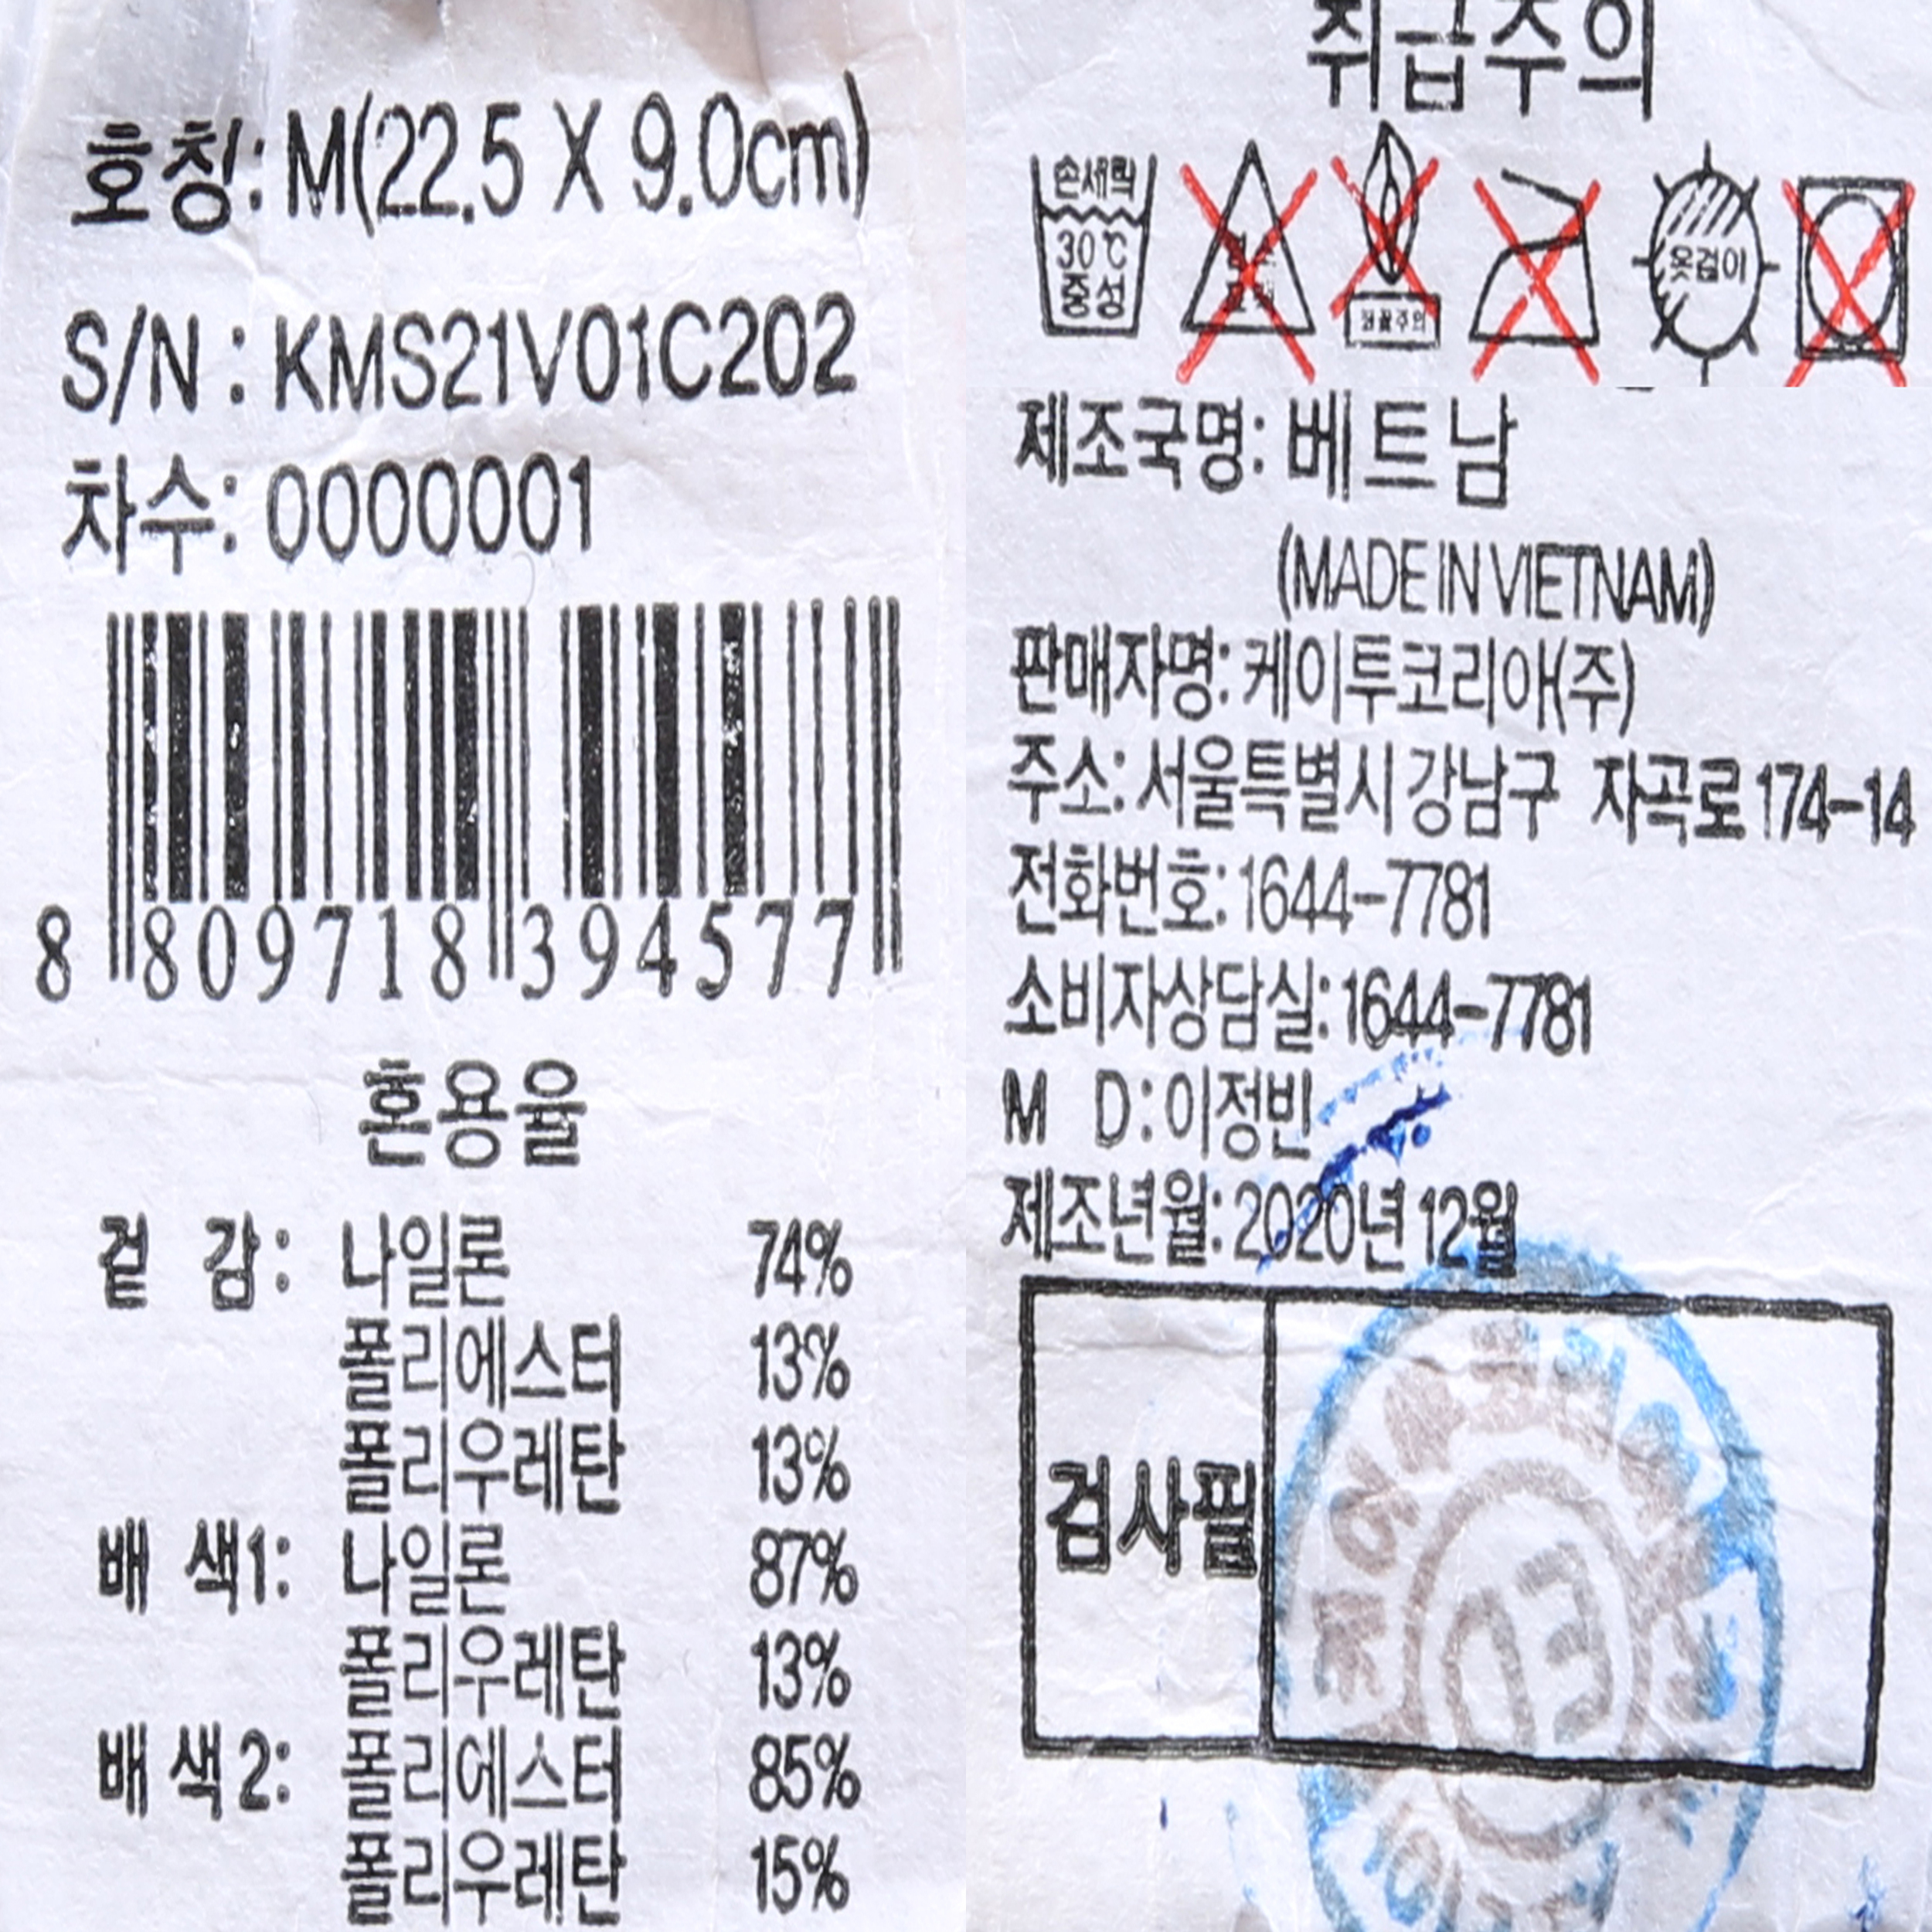 호칭: M(22.5 X 9.0cm)
S/N : KMS21V01C202
차수: 0000001
8 809718 394577
혼용율
겉 감: 나일론 74%
폴리에스터 13%
폴리우레탄 13%
배 색1: 나일론 87%
폴리우레탄 13%
배 색2: 폴리에스터 85%
폴리우레탄 15%
취급주의
손세탁
30℃
중성
옷걸이
제조국명: 베트남
(MADE IN VIETNAM)
판매자명: 케이투코리아(주)
주소: 서울특별시 강남구 자곡로 174-14
전화번호: 1644-7781
소비자상담실: 1644-7781
M D: 이정빈
제조년월: 2020년 12월
검사필